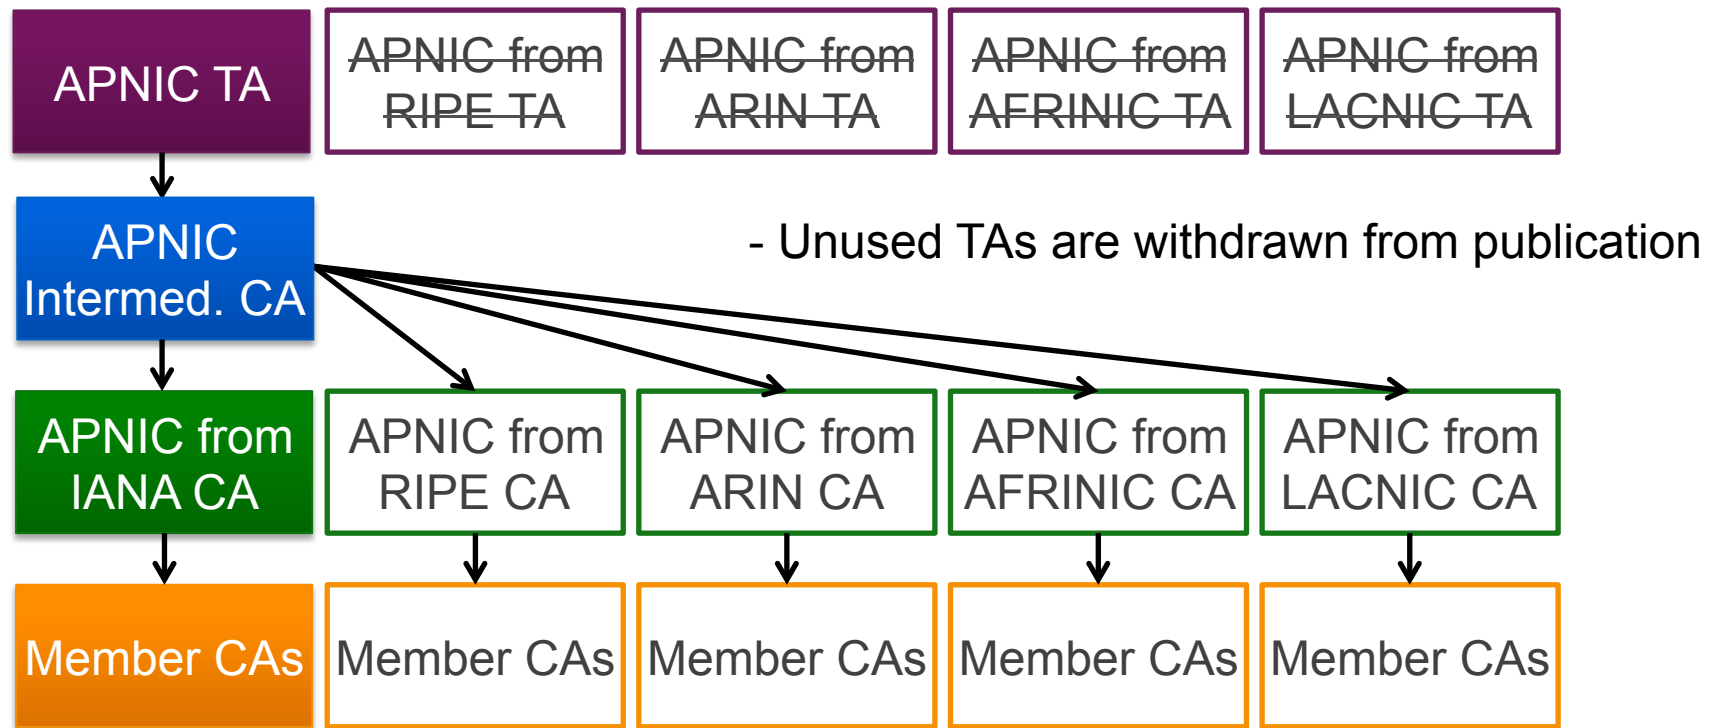 APNIC TA
APNIC from
RIPE TA
APNIC from
ARIN TA
APNIC from
AFRINIC TA
APNIC from
LACNIC TA
APNIC
Intermed. CA
- Unused TAs are withdrawn from publication
APNIC from
IANA CA
APNIC from
RIPE CA
APNIC from
ARIN CA
APNIC from
AFRINIC CA
APNIC from
LACNIC CA
Member CAs
Member CAs
Member CAs
Member CAs
Member CAs